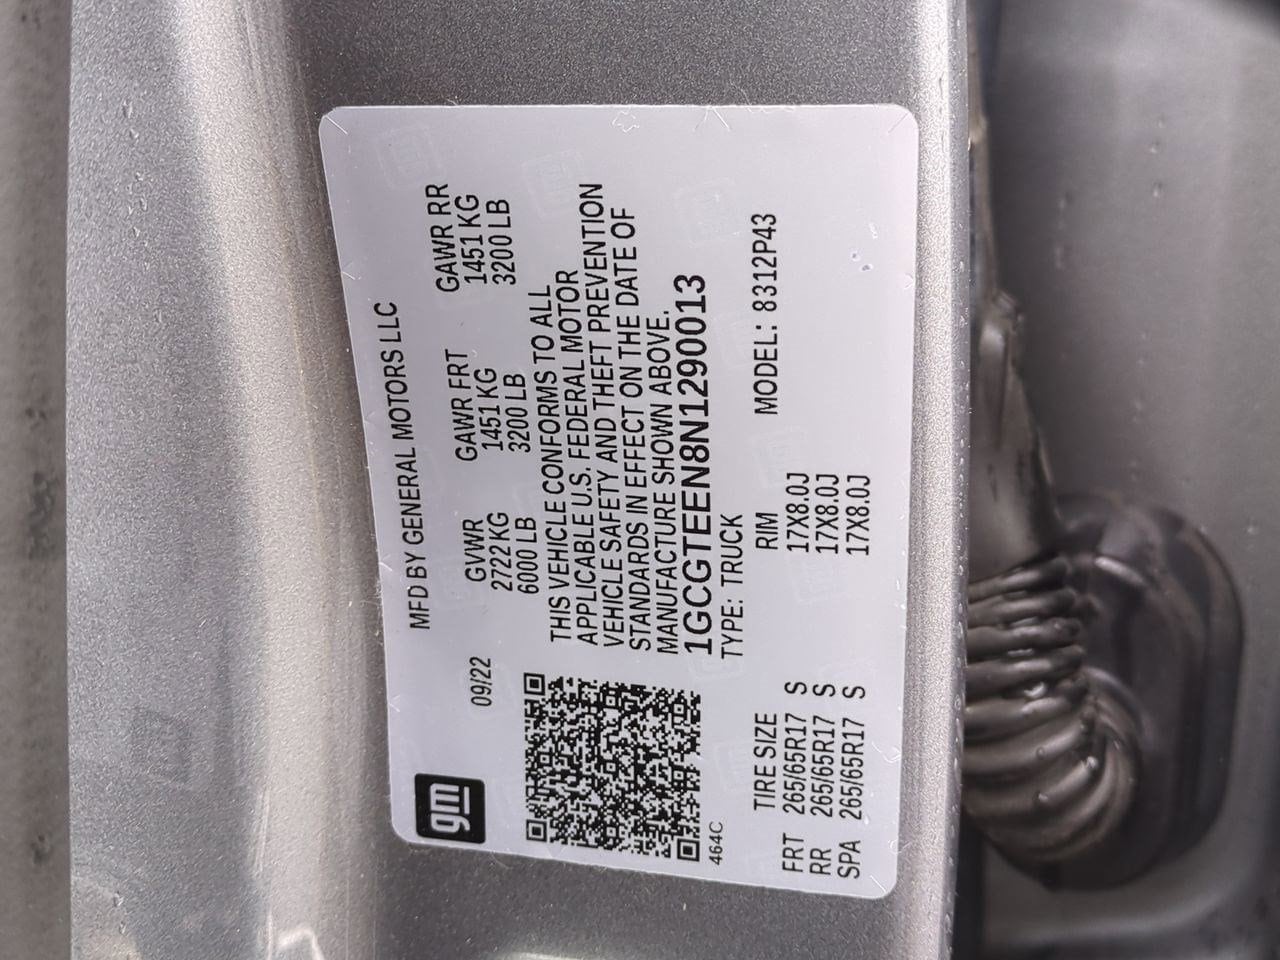 gm
MFD BY GENERAL MOTORS LLC
09/22
GVWR GAWR FRT GAWR RR
2722 KG 1451 KG 1451 KG
6000 LB 3200 LB 3200 LB
THIS VEHICLE CONFORMS TO ALL
APPLICABLE U.S. FEDERAL MOTOR
VEHICLE SAFETY AND THEFT PREVENTION
STANDARDS IN EFFECT ON THE DATE OF
MANUFACTURE SHOWN ABOVE.
1GCGTEEN8N1290013
464C
TYPE: TRUCK MODEL: 8312P43
TIRE SIZE RIM
FRT 265/65R17 S 17X8.0J
RR 265/65R17 S 17X8.0J
SPA 265/65R17 S 17X8.0J